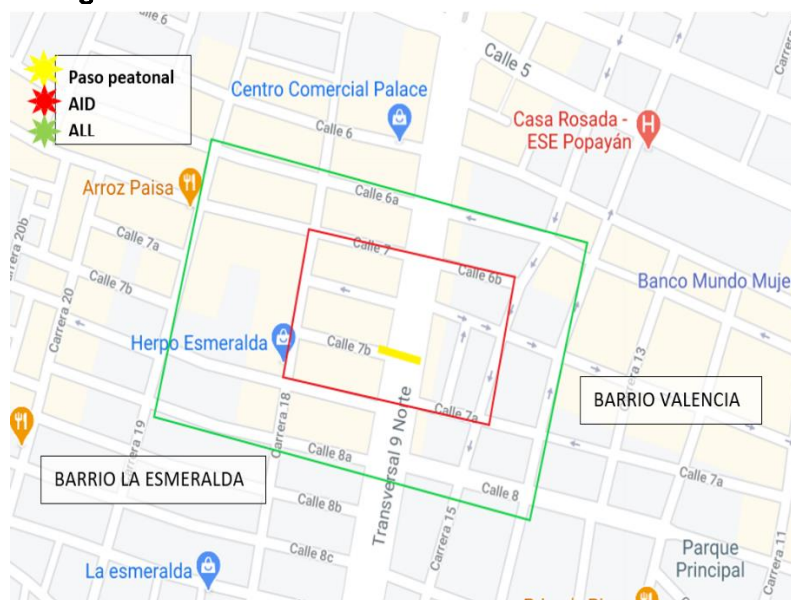 Paso peatonal
AID
ALL
Calle 5
Centro Comercial Palace
Casa Rosada -
ESE Popayán
H
Calle 6
Arroz Paisa
Calle 6a
Calle 7
Calle 6b
Calle 7a
Calle 7b
Carrera 20
Banco Mundo Muje
Herpo Esmeralda
Calle 7b
Carrera 13
Calle 7a
BARRIO VALENCIA
Carrera 18
Carrera 19
Transversal 9 Norte
Calle 8a
BARRIO LA ESMERALDA
Calle 7a
Calle 8
Calle 8b
Carrera 15
Calle 8c
Carrera 11
Parque
Principal
La esmeralda